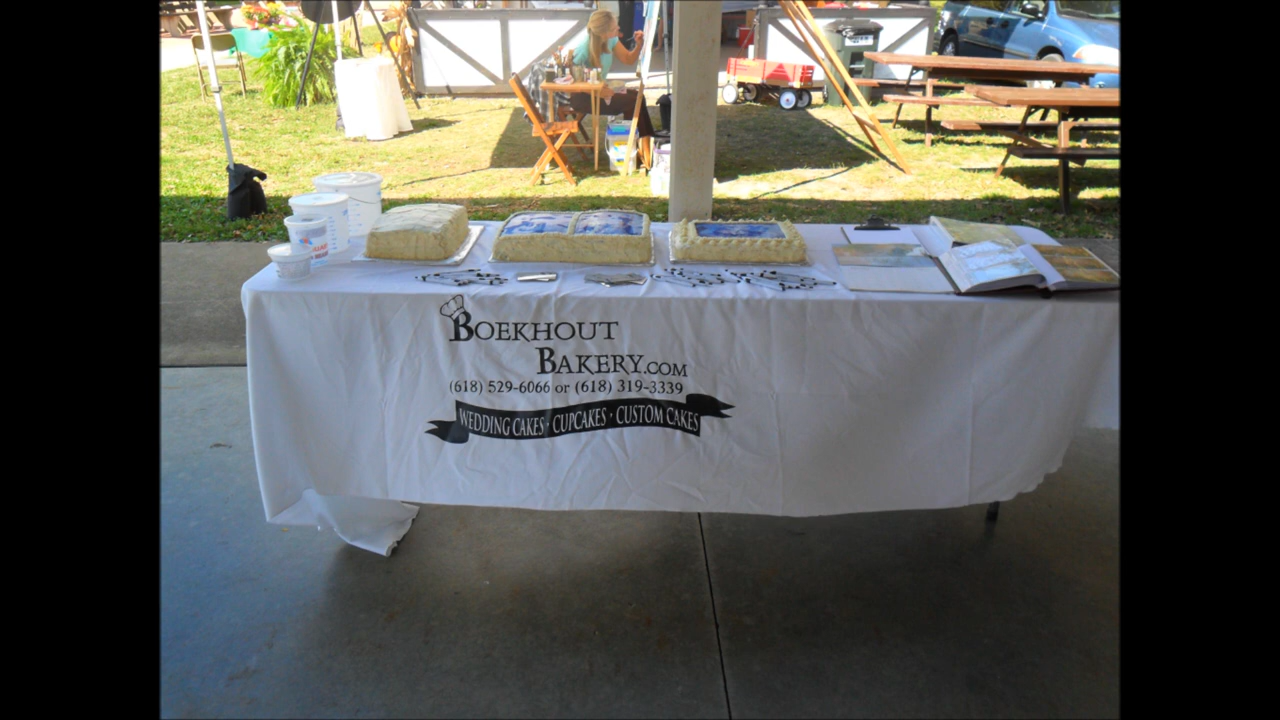 BOEKHOUT
BAKERY.COM
(618) 529-6066 or (618) 319-3339
WEDDING CAKES · CUPCAKES · CUSTOM CAKES